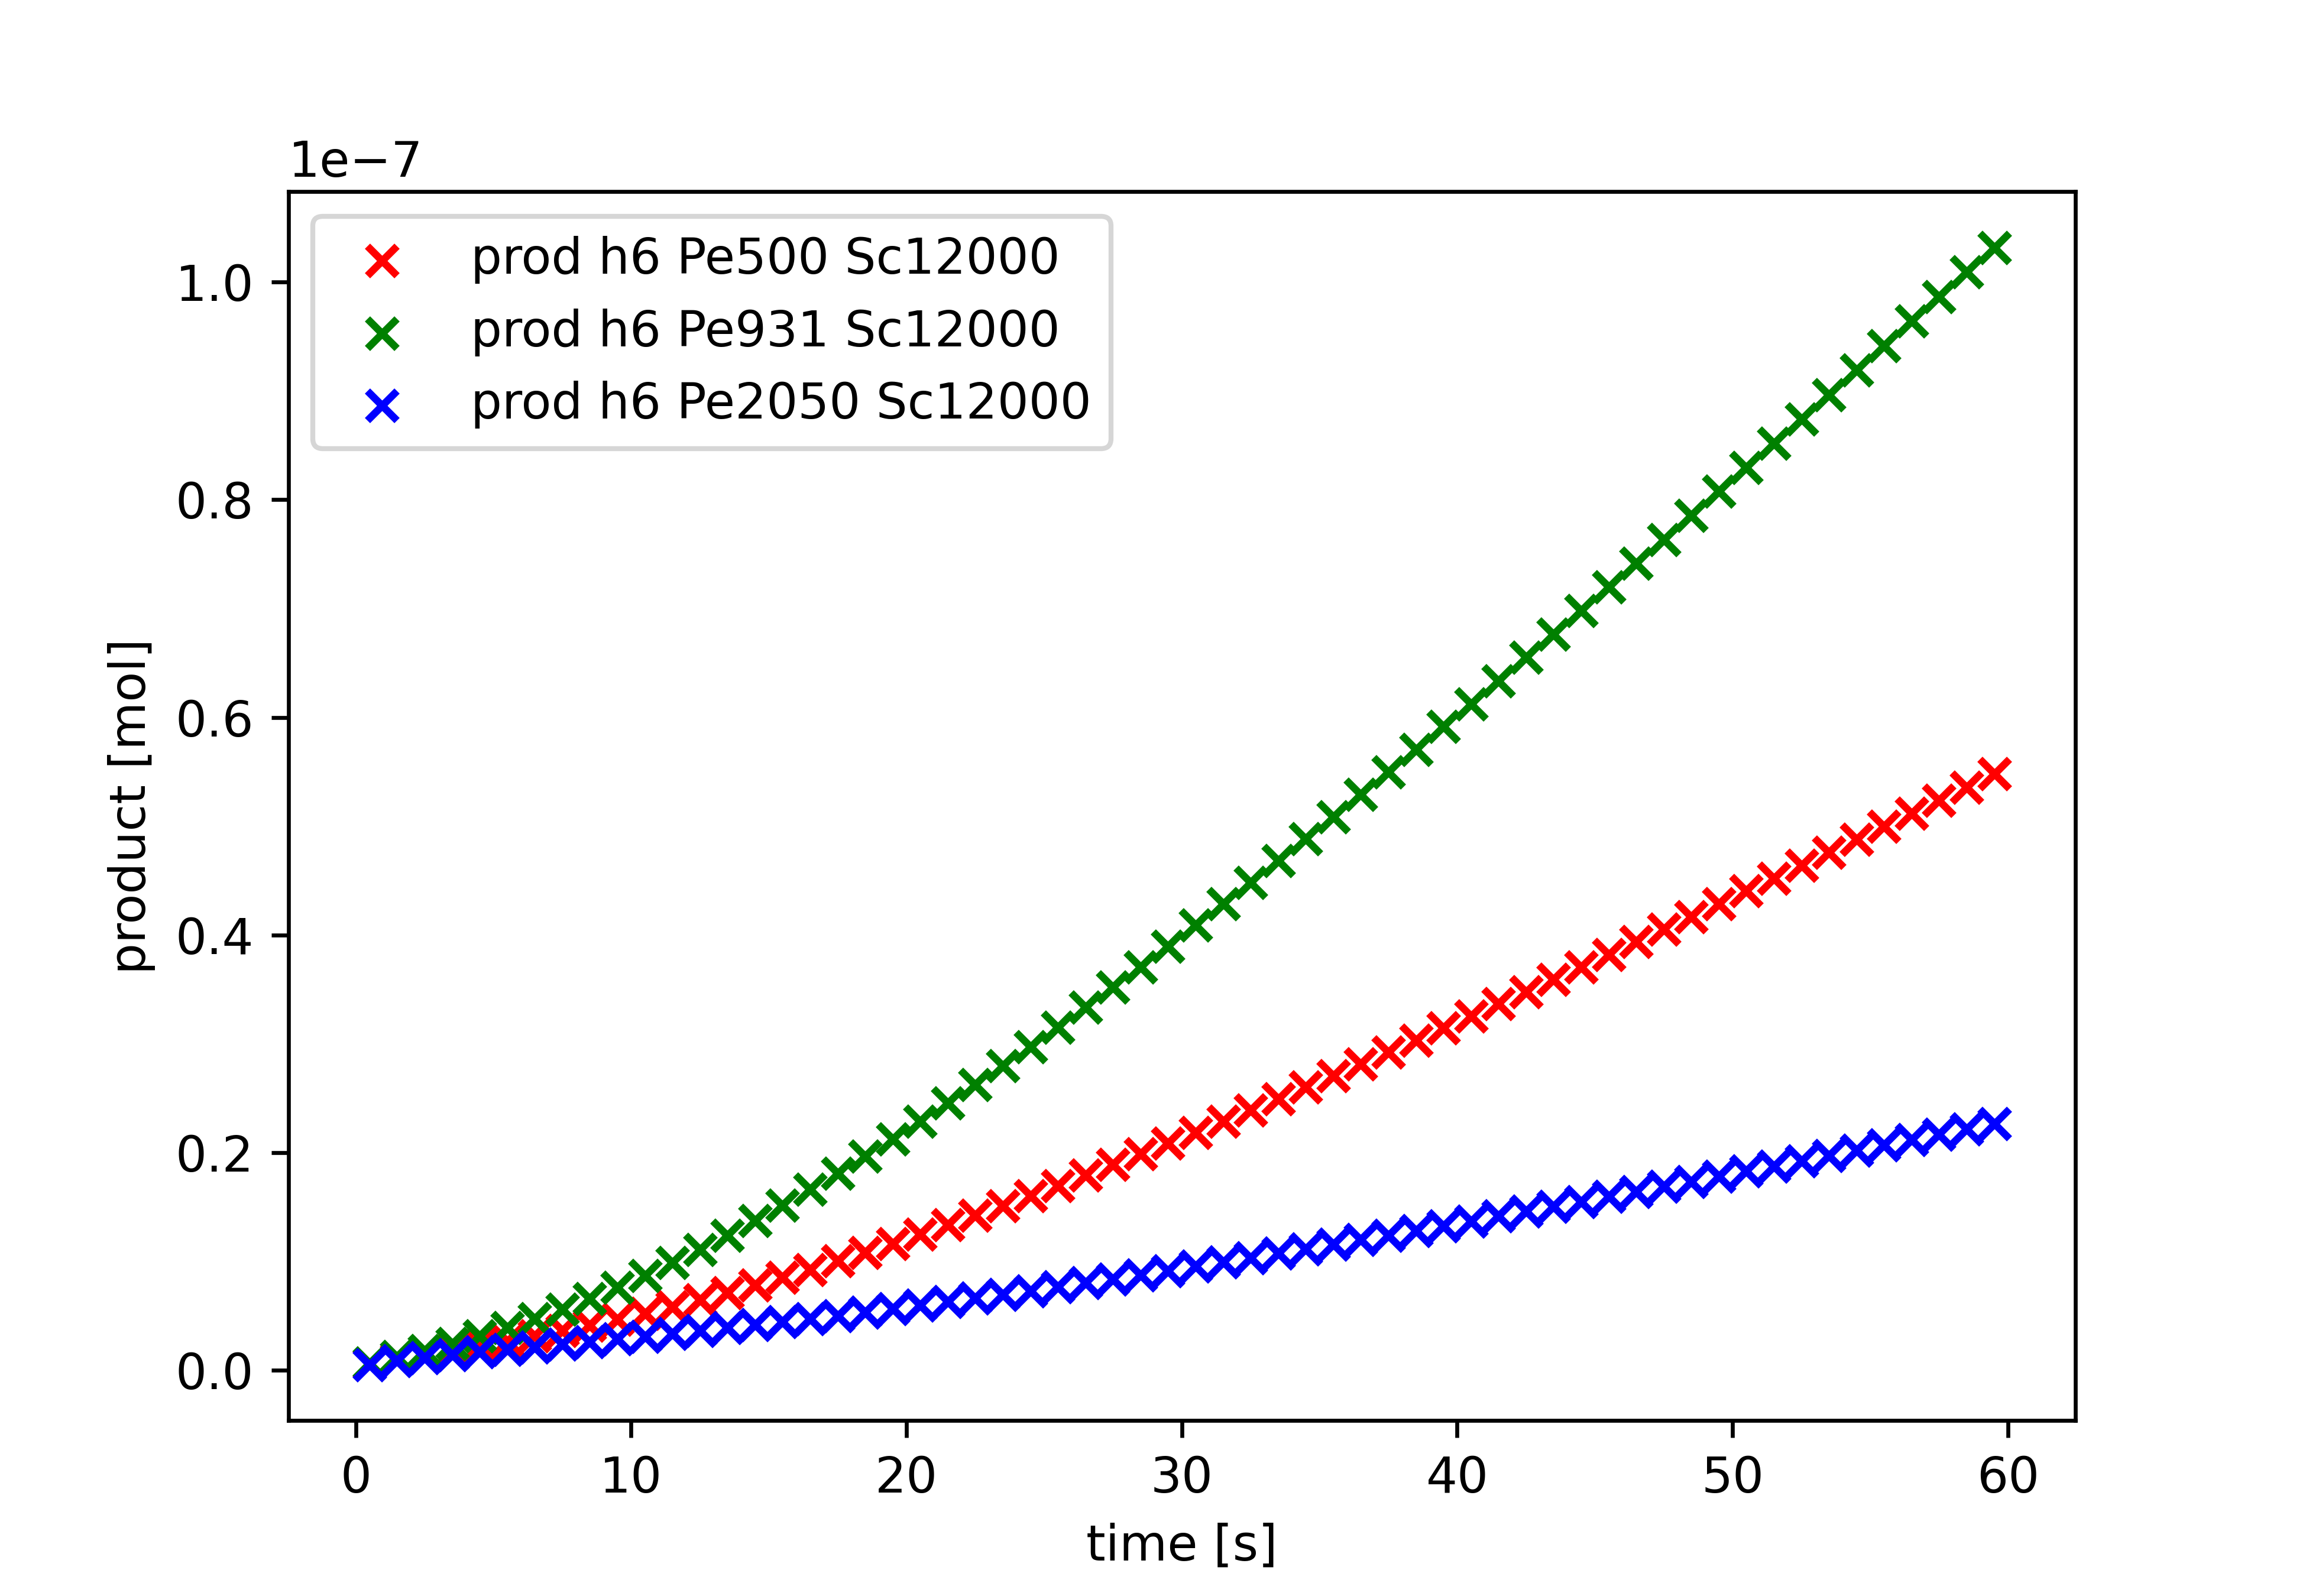 1e−7
prod h6 Pe500 Sc12000
prod h6 Pe931 Sc12000
prod h6 Pe2050 Sc12000
1.0
0.8
0.6
0.4
0.2
0.0
product [mol]
0 10 20 30 40 50 60
time [s]